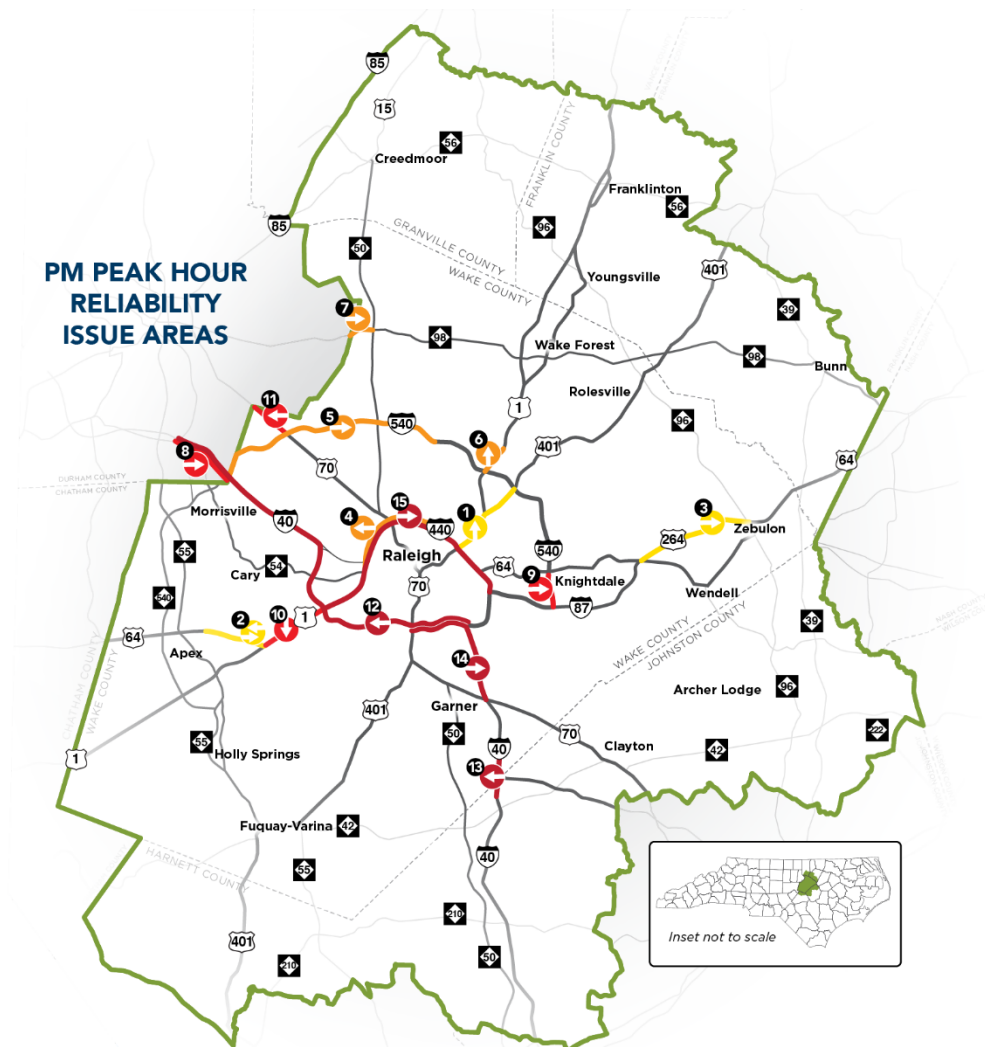 85
15
56
Creedmoor
FRANKLIN COUNTY
Franklinton
56
96
85
50
GRANVILLE COUNTY
WAKE COUNTY
401
Youngsville
PM PEAK HOUR
RELIABILITY
ISSUE AREAS
7
39
98
Wake Forest
98
Bunn
Rolesville
11
5
540
1
96
6
401
64
8
70
DURHAM COUNTY
CHATHAM COUNTY
15
Morrisville
40
4
440
1
3
Zebulon
55
Raleigh
264
540
64
54
Cary
70
9
Knightdale
Wendell
540
87
2
10
1
12
WAKE COUNTY
JOHNSTON COUNTY
39
64
Apex
CHATHAM COUNTY
WAKE COUNTY
14
Archer Lodge
96
401
Garner
50
222
55
Holly Springs
40
70
Clayton
42
1
13
Fuquay-Varina
42
HARNETT COUNTY
55
40
210
Inset not to scale
401
210
50